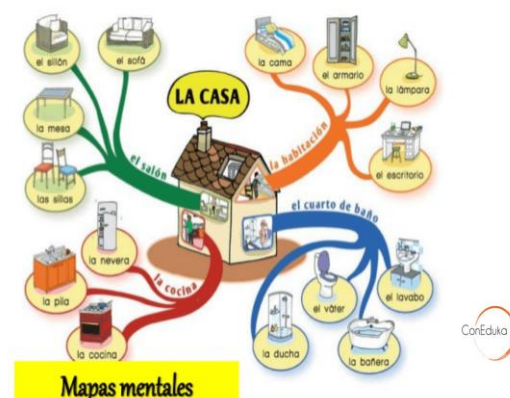 LA CASA
el salón
el sillón
el sofá
la mesa
las sillas
la habitación
la cama
el armario
la lámpara
el escritorio
el cuarto de baño
el lavabo
el váter
la bañera
la ducha
la cocina
la nevera
la pila
la cocina
Mapas mentales
ConEduka